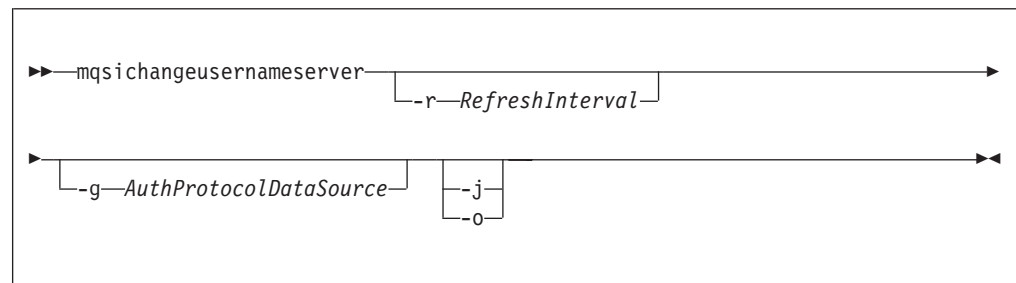 mqsichangeusernameserver
-r RefreshInterval
-g AuthProtocolDataSource -j
-o